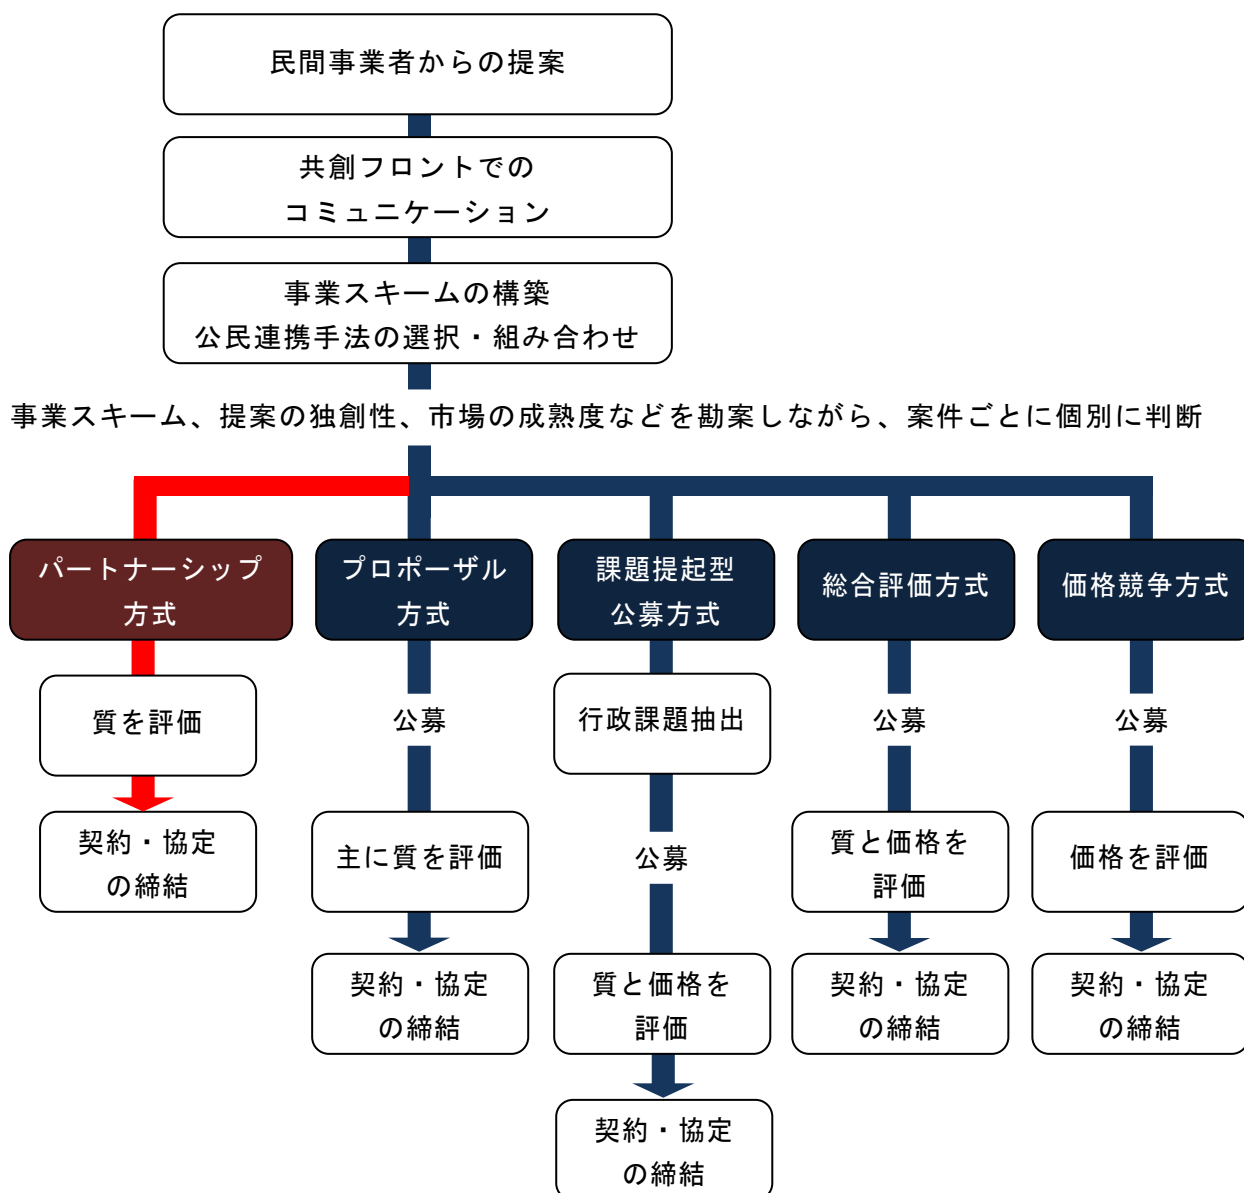 民間事業者からの提案
共創フロントでの
コミュニケーション
事業スキームの構築
公民連携手法の選択・組み合わせ
事業スキーム、提案の独創性、市場の成熟度などを勘案しながら、案件ごとに個別に判断
パートナーシップ
方式
質を評価
契約・協定
の締結
プロポーザル
方式
公募
主に質を評価
契約・協定
の締結
課題提起型
公募方式
行政課題抽出
公募
質と価格を
評価
契約・協定
の締結
総合評価方式
公募
質と価格を
評価
契約・協定
の締結
価格競争方式
公募
価格を評価
契約・協定
の締結